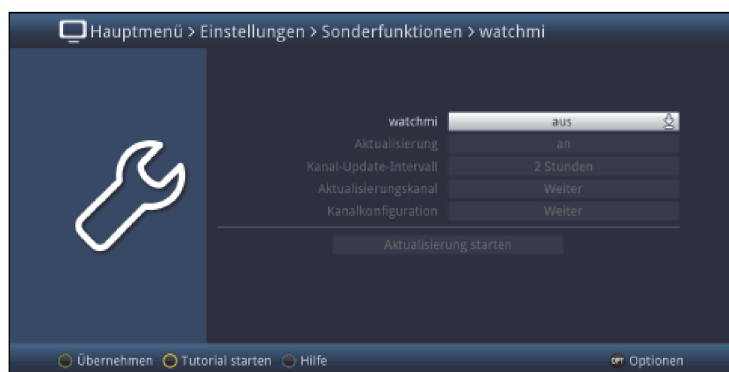 Hauptmenü > Einstellungen > Sonderfunktionen > watchmi
watchmi aus
Aktualisierung an
Kanal-Update-Intervall 2 Stunden
Aktualisierungskanal Weiter
Kanalkonfiguration Weiter
Aktualisierung starten
Übernehmen Tutorial starten Hilfe OPT Optionen